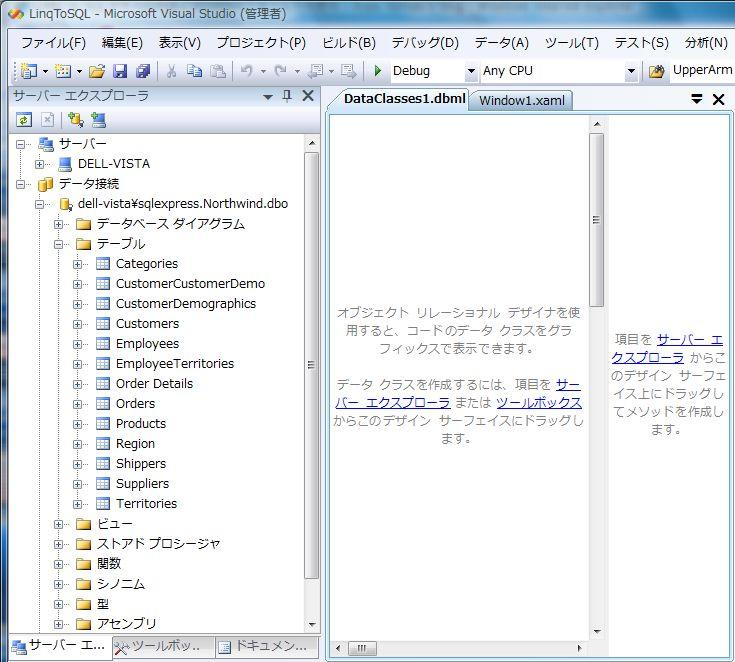 LinqToSQL - Microsoft Visual Studio (管理者)
ファイル(F) 編集(E) 表示(V) プロジェクト(P) ビルド(B) デバッグ(D) データ(A) ツール(T) テスト(S) 分析(N)
Debug Any CPU UpperArm
サーバー エクスプローラ
DataClasses1.dbml Window1.xaml
サーバー
DELL-VISTA
データ接続
dell-vista¥sqlexpress.Northwind.dbo
データベース ダイアグラム
テーブル
Categories
CustomerCustomerDemo
CustomerDemographics
Customers
Employees
EmployeeTerritories
Order Details
Orders
Products
Region
Shippers
Suppliers
Territories
ビュー
ストアド プロシージャ
関数
シノニム
型
アセンブリ
サーバー エ... ツールボッ... ドキュメン...
オブジェクト リレーショナル デザイナを使
用すると、コードのデータ クラスをグラ
フィックスで表示できます。
データ クラスを作成するには、項目を サー
バー エクスプローラ または ツールボックス
からこのデザイン サーフェイスにドラッグし
ます。
項目を サーバー エ
クスプローラ からこ
のデザイン サーフェ
イス上にドラッグし
てメソッドを作成し
ます。